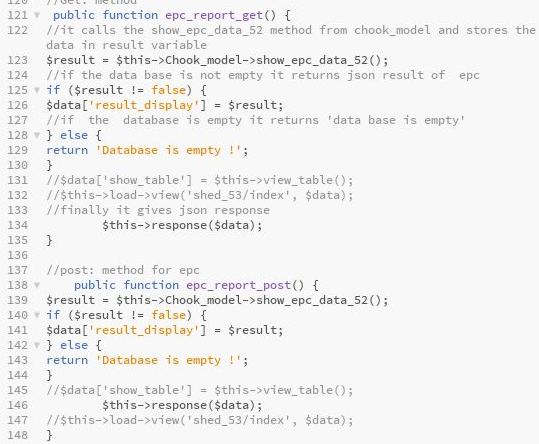 120 //Get: method
121 public function epc_report_get() {
122 //it calls the show_epc_data_52 method from chook_model and stores the
data in result variable
123 $result = $this->Chook_model->show_epc_data_52();
124 //if the data base is not empty it returns json result of  epc
125 if ($result != false) {
126 $data['result_display'] = $result;
127 //if  the  database is empty it returns 'data base is empty'
128 } else {
129 return 'Database is empty !';
130 }
131 //$data['show_table'] = $this->view_table();
132 //$this->load->view('shed_53/index', $data);
133 //finally it gives json response
134         $this->response($data);
135 }
136
137 //post: method for epc
138     public function epc_report_post() {
139 $result = $this->Chook_model->show_epc_data_52();
140 if ($result != false) {
141 $data['result_display'] = $result;
142 } else {
143 return 'Database is empty !';
144 }
145 //$data['show_table'] = $this->view_table();
146         $this->response($data);
147 //$this->load->view('shed_53/index', $data);
148 }